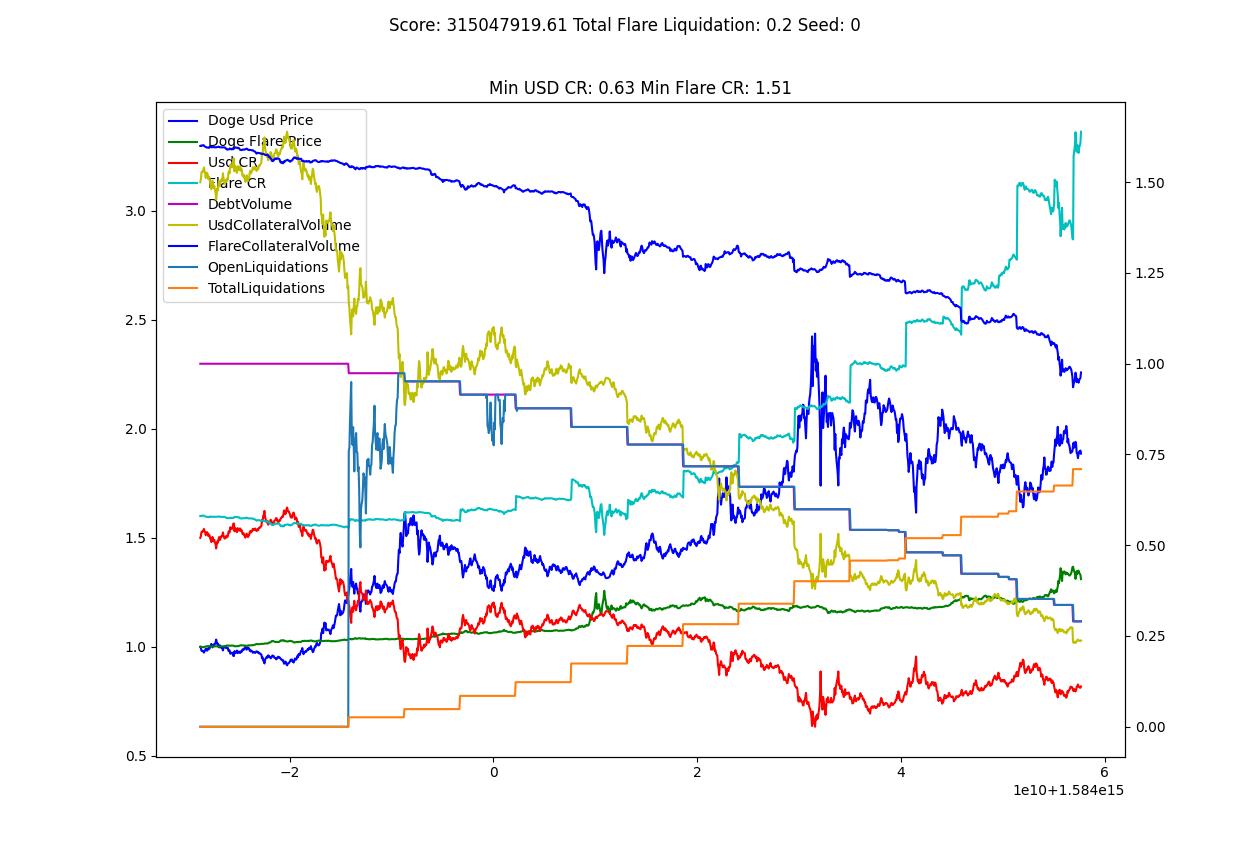 Score: 315047919.61 Total Flare Liquidation: 0.2 Seed: 0
Min USD CR: 0.63 Min Flare CR: 1.51
Doge Usd Price
Doge Flare Price
Usd CR
Flare CR
DebtVolume
UsdCollateralVolume
FlareCollateralVolume
OpenLiquidations
TotalLiquidations
3.0
2.5
2.0
1.5
1.0
0.5
1.50
1.25
1.00
0.75
0.50
0.25
0.00
−2
0
2
4
6
1e10+1.584e15